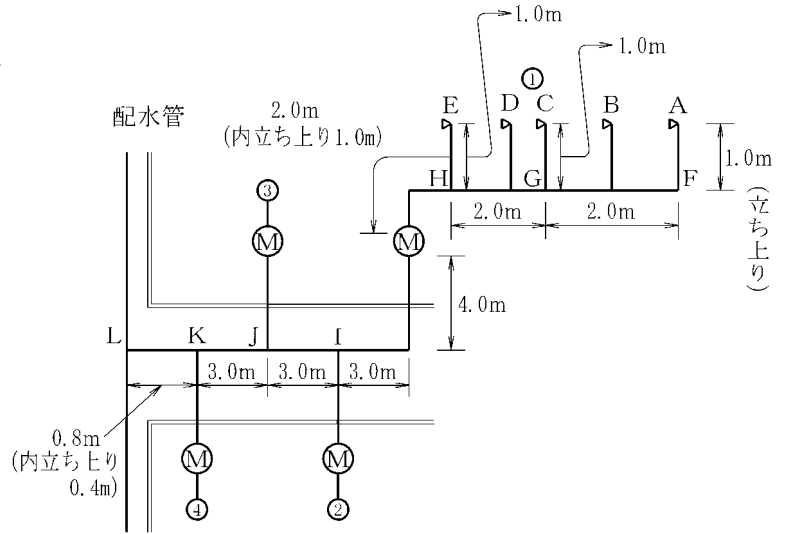 1.0m
1.0m
①
E D C B A
配水管
2.0m
(内立ち上り1.0m)
1.0m
(立ち上り)
H G F
③
2.0m 2.0m
M M
4.0m
L K J I
3.0m 3.0m 3.0m
0.8m
(内立ち上り
0.4m)
M M
④ ②